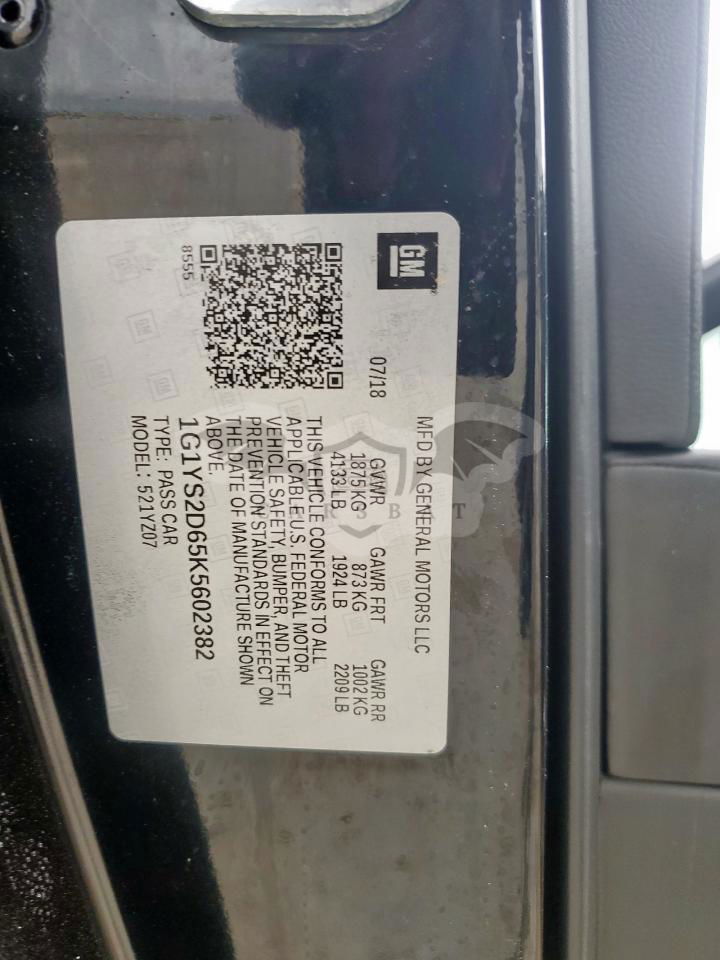 GM
07/18
8555
MFD BY GENERAL MOTORS LLC
GVWR GAWR FRT GAWR RR
1875 KG 873 KG 1002 KG
4133 LB 1924 LB 2209 LB
THIS VEHICLE CONFORMS TO ALL
APPLICABLE U.S. FEDERAL MOTOR
VEHICLE SAFETY, BUMPER, AND THEFT
PREVENTION STANDARDS IN EFFECT ON
THE DATE OF MANUFACTURE SHOWN
ABOVE.
1G1YS2D65K5602382
TYPE: PASS CAR
MODEL: 521YZ07